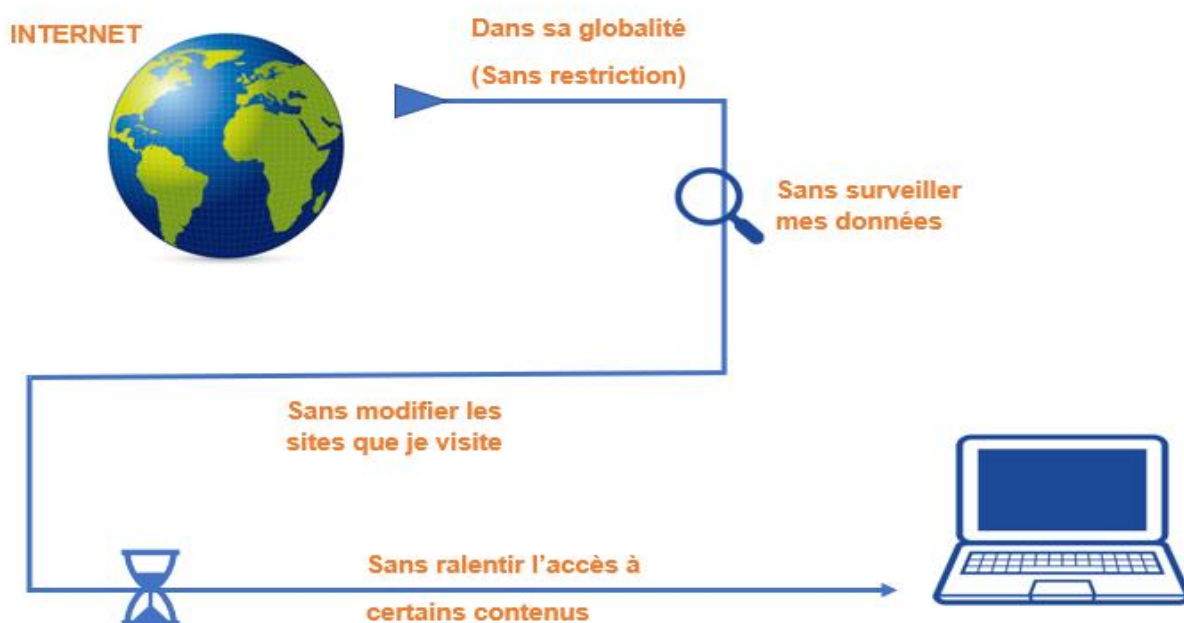 INTERNET
Dans sa globalité
(Sans restriction)
Sans surveiller
mes données
Sans modifier les
sites que je visite
Sans ralentir l’accès à
certains contenus